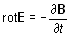 rotE = −∂B/∂t